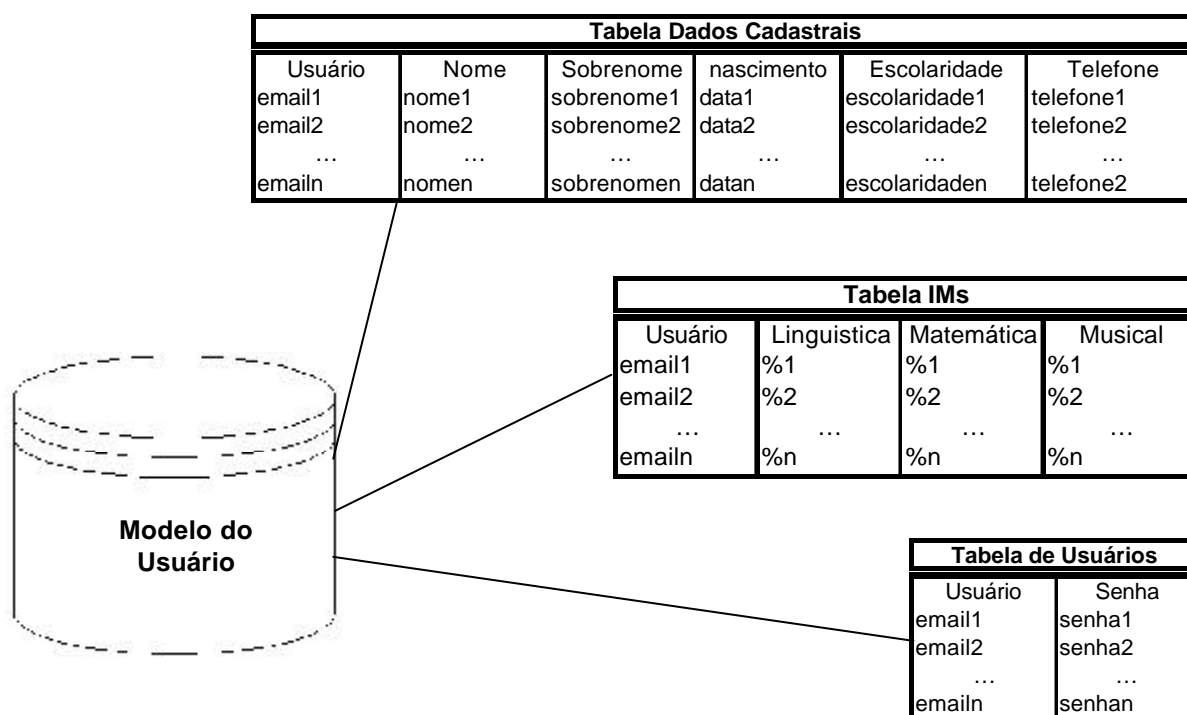 Tabela Dados Cadastrais
Usuário Nome Sobrenome nascimento Escolaridade Telefone
email1 nome1 sobrenome1 data1 escolaridade1 telefone1
email2 nome2 sobrenome2 data2 escolaridade2 telefone2
... ... ... ... ... ...
emailn nomen sobrenomen datan escolaridaden telefone2
Tabela IMs
Usuário Linguistica Matemática Musical
email1 %1 %1 %1
email2 %2 %2 %2
... ... ... ...
emailn %n %n %n
Modelo do
Usuário
Tabela de Usuários
Usuário Senha
email1 senha1
email2 senha2
... ...
emailn senhan